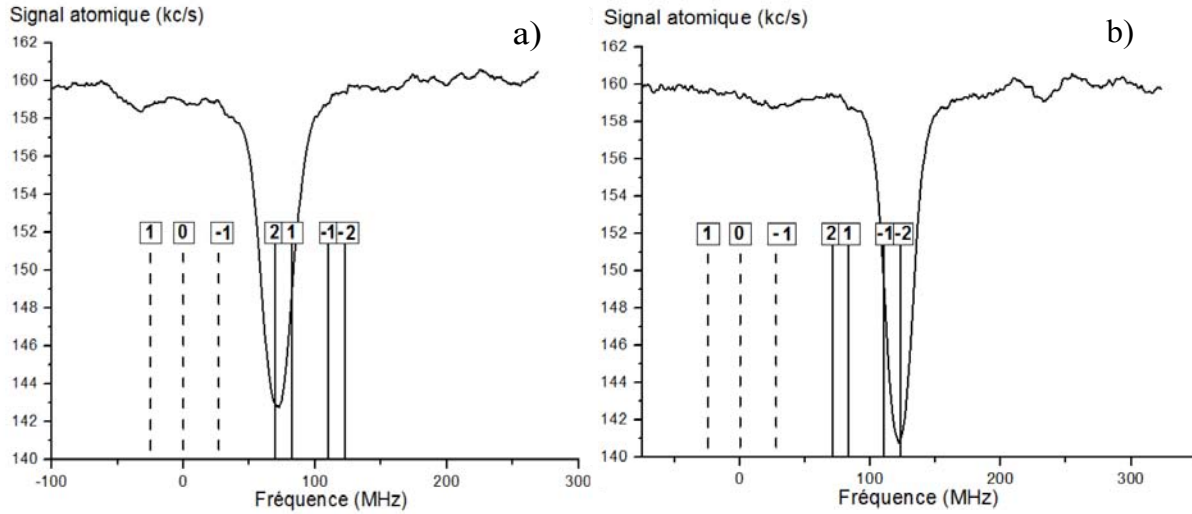 Signal atomique (kc/s)
a)
162
160
158
156
154
152
150
148
146
144
142
140
1 0 -1 2 1 -1 -2
-100 0 100 200 300
Fréquence (MHz)
Signal atomique (kc/s)
b)
162
160
158
156
154
152
150
148
146
144
142
140
1 0 -1 2 1 -1 -2
0 100 200 300
Fréquence (MHz)